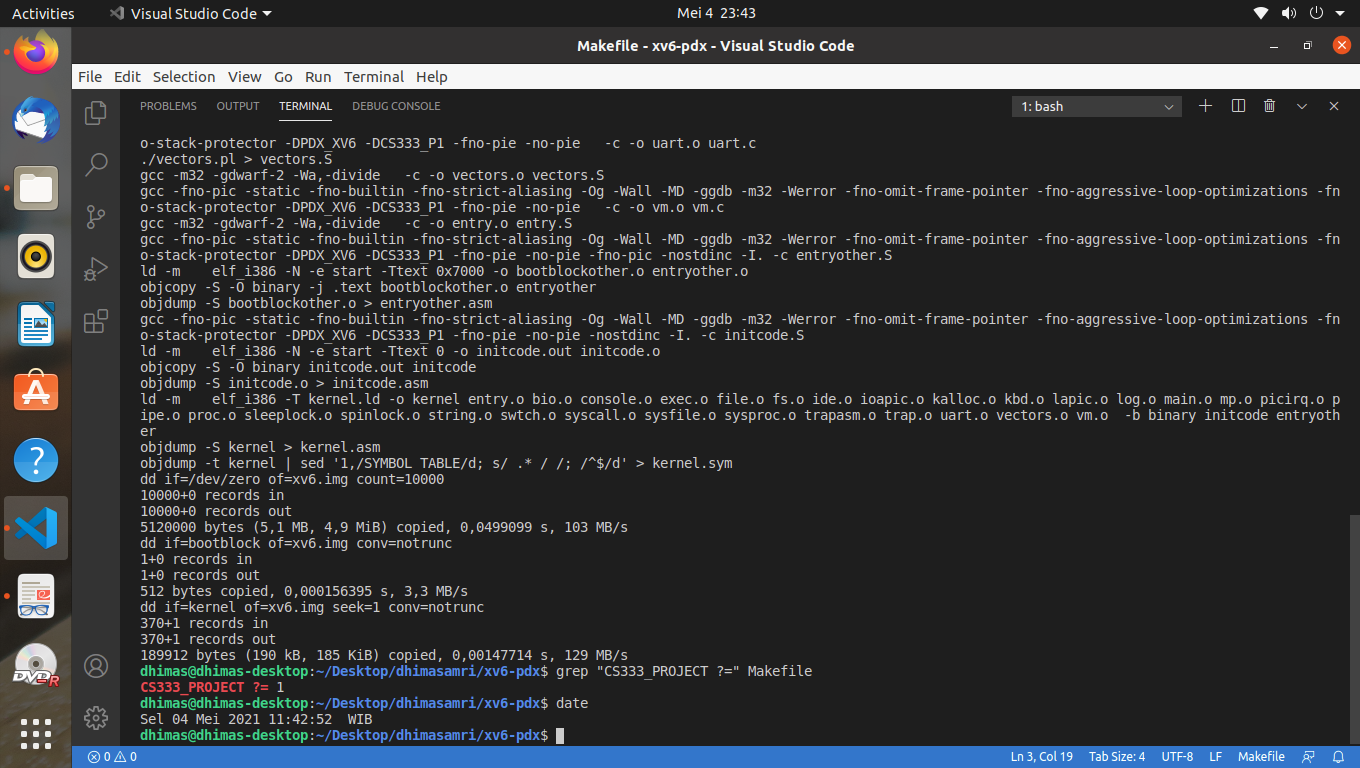 Activities
Visual Studio Code
Mei 4  23:43
Makefile - xv6-pdx - Visual Studio Code
File Edit Selection View Go Run Terminal Help
PROBLEMS OUTPUT TERMINAL DEBUG CONSOLE
1: bash
o-stack-protector -DPDX_XV6 -DCS333_P1 -fno-pie -no-pie   -c -o uart.o uart.c
./vectors.pl > vectors.S
gcc -m32 -gdwarf-2 -Wa,-divide   -c -o vectors.o vectors.S
gcc -fno-pic -static -fno-builtin -fno-strict-aliasing -Og -Wall -MD -ggdb -m32 -Werror -fno-omit-frame-pointer -fno-aggressive-loop-optimizations -fn
o-stack-protector -DPDX_XV6 -DCS333_P1 -fno-pie -no-pie   -c -o vm.o vm.c
gcc -m32 -gdwarf-2 -Wa,-divide   -c -o entry.o entry.S
gcc -fno-pic -static -fno-builtin -fno-strict-aliasing -Og -Wall -MD -ggdb -m32 -Werror -fno-omit-frame-pointer -fno-aggressive-loop-optimizations -fn
o-stack-protector -DPDX_XV6 -DCS333_P1 -fno-pie -no-pie -fno-pic -nostdinc -I. -c entryother.S
ld -m    elf_i386 -N -e start -Ttext 0x7000 -o bootblockother.o entryother.o
objcopy -S -O binary -j .text bootblockother.o entryother
objdump -S bootblockother.o > entryother.asm
gcc -fno-pic -static -fno-builtin -fno-strict-aliasing -Og -Wall -MD -ggdb -m32 -Werror -fno-omit-frame-pointer -fno-aggressive-loop-optimizations -fn
o-stack-protector -DPDX_XV6 -DCS333_P1 -fno-pie -no-pie -nostdinc -I. -c initcode.S
ld -m    elf_i386 -N -e start -Ttext 0 -o initcode.out initcode.o
objcopy -S -O binary initcode.out initcode
objdump -S initcode.o > initcode.asm
ld -m    elf_i386 -T kernel.ld -o kernel entry.o bio.o console.o exec.o file.o fs.o ide.o ioapic.o kalloc.o kbd.o lapic.o log.o main.o mp.o picirq.o p
ipe.o proc.o sleeplock.o spinlock.o string.o swtch.o syscall.o sysfile.o sysproc.o trapasm.o trap.o uart.o vectors.o vm.o  -b binary initcode entryoth
er
objdump -S kernel > kernel.asm
objdump -t kernel | sed '1,/SYMBOL TABLE/d; s/ .* / /; /^$/d' > kernel.sym
dd if=/dev/zero of=xv6.img count=10000
10000+0 records in
10000+0 records out
5120000 bytes (5,1 MB, 4,9 MiB) copied, 0,0499099 s, 103 MB/s
dd if=bootblock of=xv6.img conv=notrunc
1+0 records in
1+0 records out
512 bytes copied, 0,000156395 s, 3,3 MB/s
dd if=kernel of=xv6.img seek=1 conv=notrunc
370+1 records in
370+1 records out
189912 bytes (190 kB, 185 KiB) copied, 0,00147714 s, 129 MB/s
dhimas@dhimas-desktop:~/Desktop/dhimasamri/xv6-pdx$ grep "CS333_PROJECT ?=" Makefile
CS333_PROJECT ?= 1
dhimas@dhimas-desktop:~/Desktop/dhimasamri/xv6-pdx$ date
Sel 04 Mei 2021 11:42:52  WIB
dhimas@dhimas-desktop:~/Desktop/dhimasamri/xv6-pdx$
DVD-R
0 0
Ln 3, Col 19 Tab Size: 4 UTF-8 LF Makefile